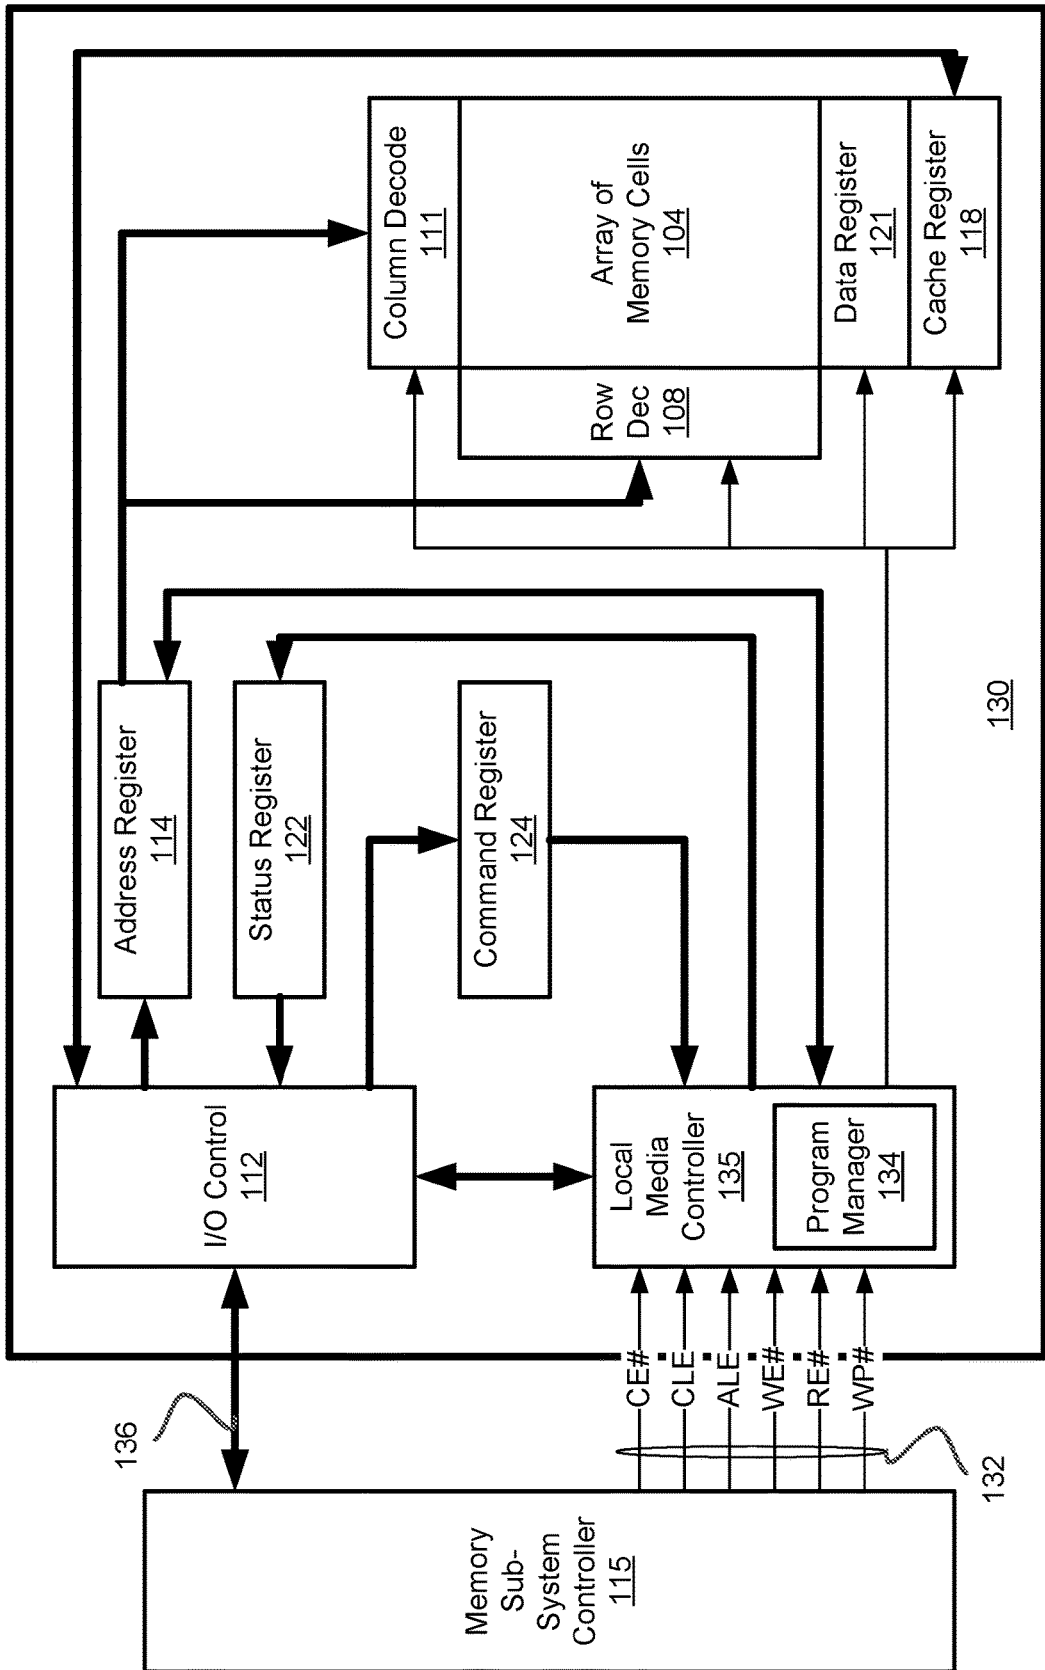 Memory
Sub-
System
Controller
115
136
132
CE#
CLE
ALE
WE#
RE#
WP#
I/O Control
112
Local
Media
Controller
135
Program
Manager
134
Address Register
114
Status Register
122
Command Register
124
130
Row
Dec
108
Column Decode
111
Array of
Memory Cells
104
Data Register
121
Cache Register
118